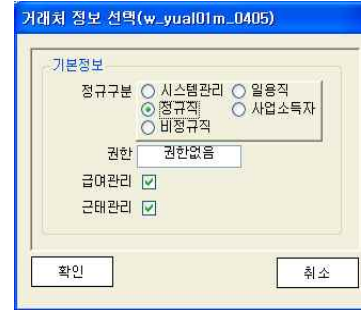 거래처 정보 선택(w_yual01m_0405)
기본정보
정규구분 시스템관리 일용직
정규직 사업소득자
비정규직
권한 권한없음
급여관리
근태관리
확인 취소